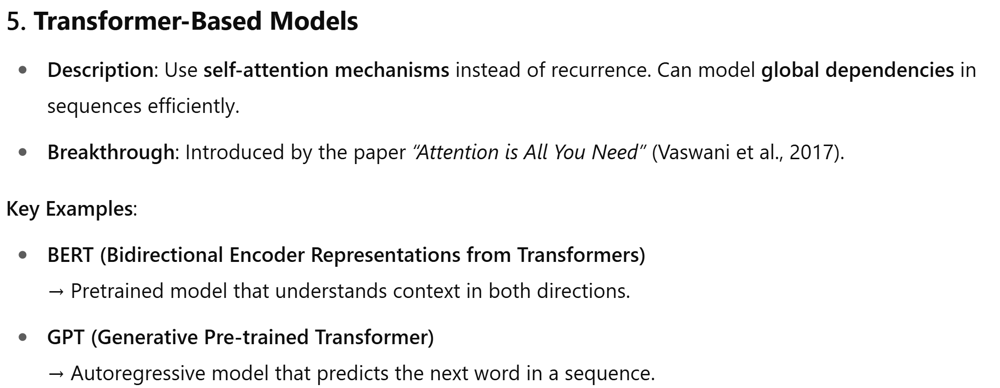 5. Transformer-Based Models
• Description: Use self-attention mechanisms instead of recurrence. Can model global dependencies in
sequences efficiently.
• Breakthrough: Introduced by the paper “Attention is All You Need” (Vaswani et al., 2017).
Key Examples:
• BERT (Bidirectional Encoder Representations from Transformers)
→ Pretrained model that understands context in both directions.
• GPT (Generative Pre-trained Transformer)
→ Autoregressive model that predicts the next word in a sequence.